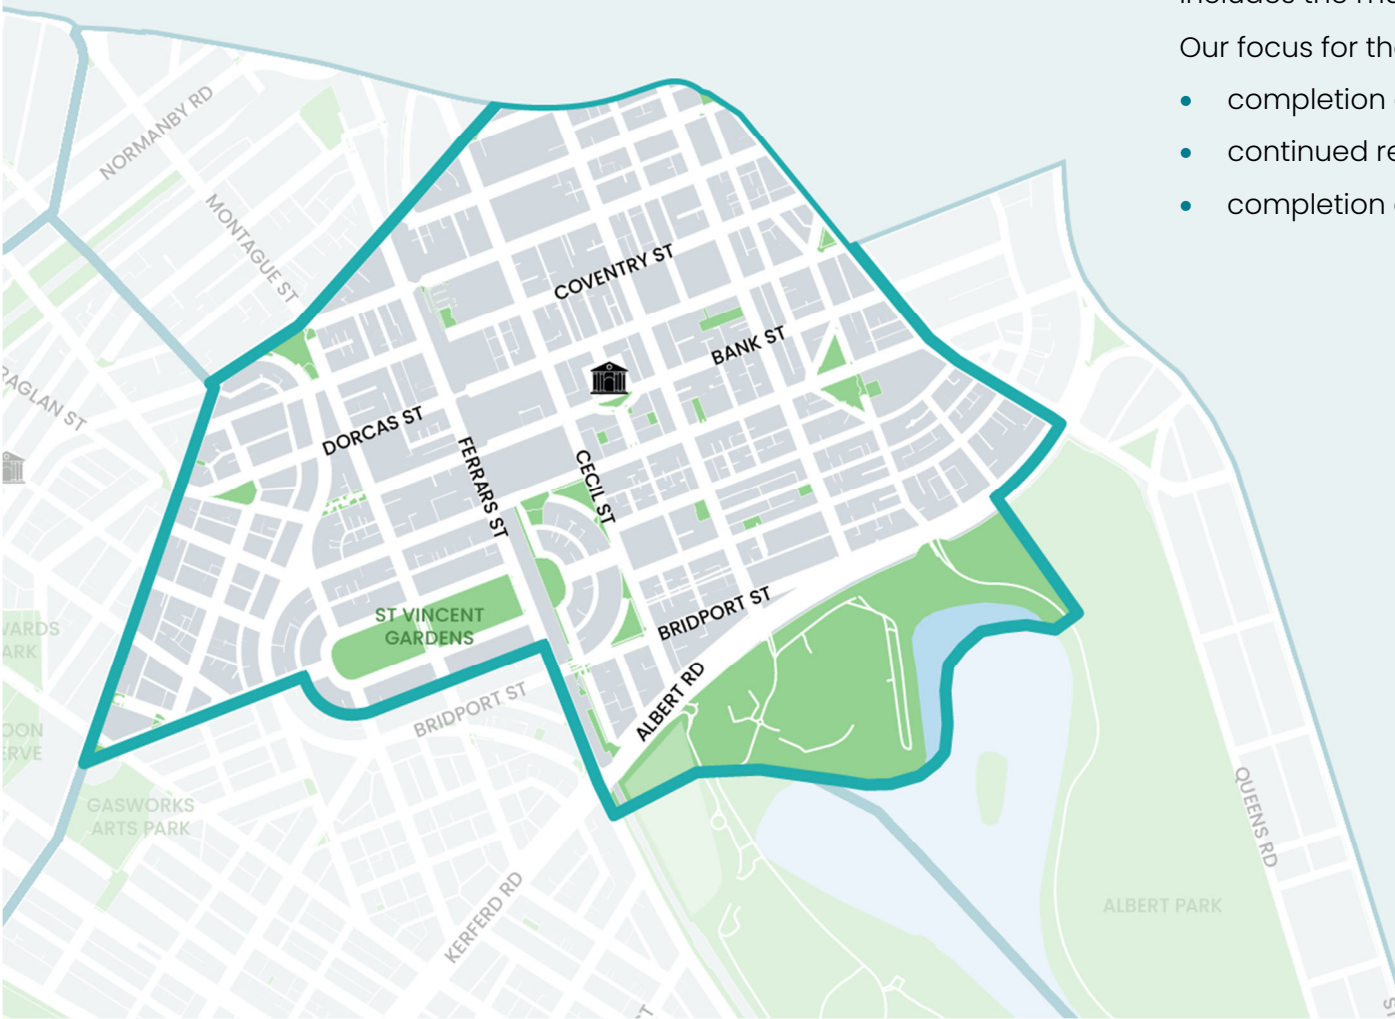 Our focus for the
completion
continued re
completion
NORMANBY RD
MONTAGUE ST
COVENTRY ST
BANK ST
RAGLAN ST
DORCAS ST
FERRARS ST
CECIL ST
ST VINCENT
GARDENS
BRIDPORT ST
ALBERT RD
BRIDPORT ST
GASWORKS
ARTS PARK
KERFERD RD
QUEENS RD
ALBERT PARK